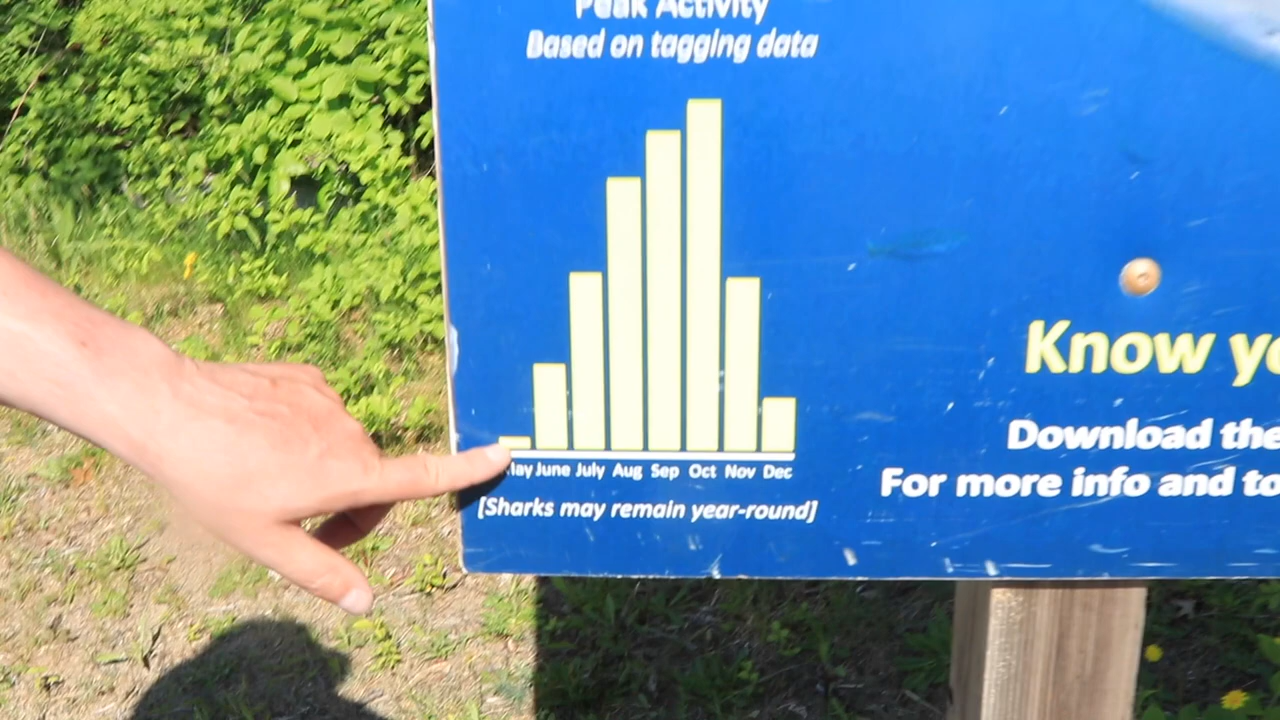 Peak Activity
Based on tagging data
May June July Aug Sep Oct Nov Dec
[Sharks may remain year-round]
Know
Download the
For more info and to